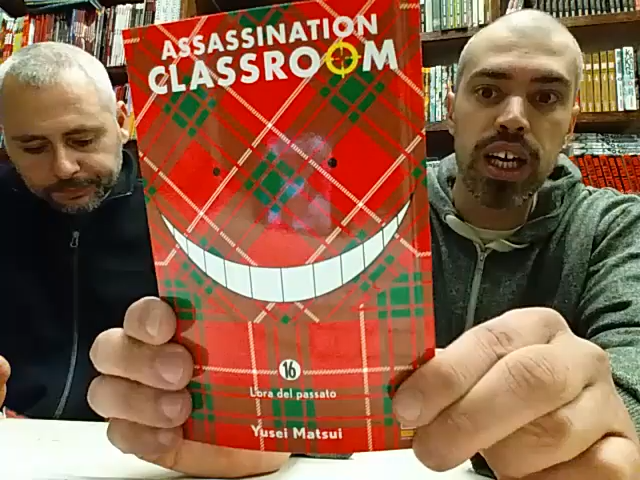 ASSASSINATION
CLASSROOM
16
L'ora del passato
Yusei Matsui